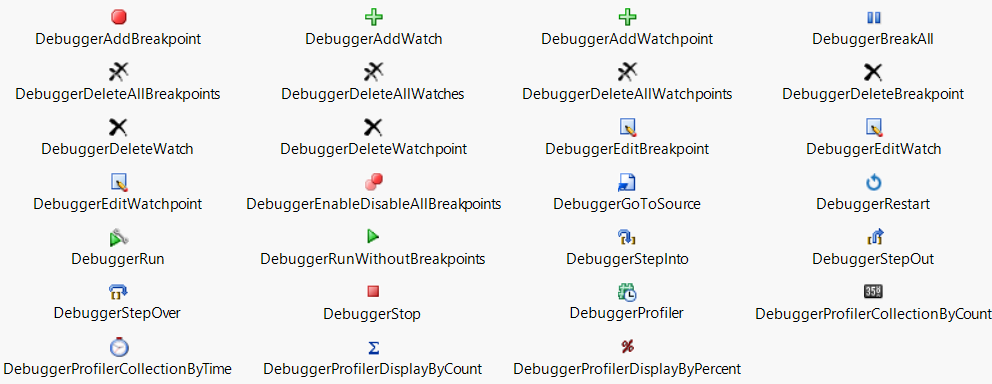 DebuggerAddBreakpoint
DebuggerAddWatch
DebuggerAddWatchpoint
DebuggerBreakAll
DebuggerDeleteAllBreakpoints
DebuggerDeleteAllWatches
DebuggerDeleteAllWatchpoints
DebuggerDeleteBreakpoint
DebuggerDeleteWatch
DebuggerDeleteWatchpoint
DebuggerEditBreakpoint
DebuggerEditWatch
DebuggerEditWatchpoint
DebuggerEnableDisableAllBreakpoints
DebuggerGoToSource
DebuggerRestart
DebuggerRun
DebuggerRunWithoutBreakpoints
DebuggerStepInto
DebuggerStepOut
359
DebuggerStepOver
DebuggerStop
DebuggerProfiler
DebuggerProfilerCollectionByCount
Σ
%
DebuggerProfilerCollectionByTime
DebuggerProfilerDisplayByCount
DebuggerProfilerDisplayByPercent